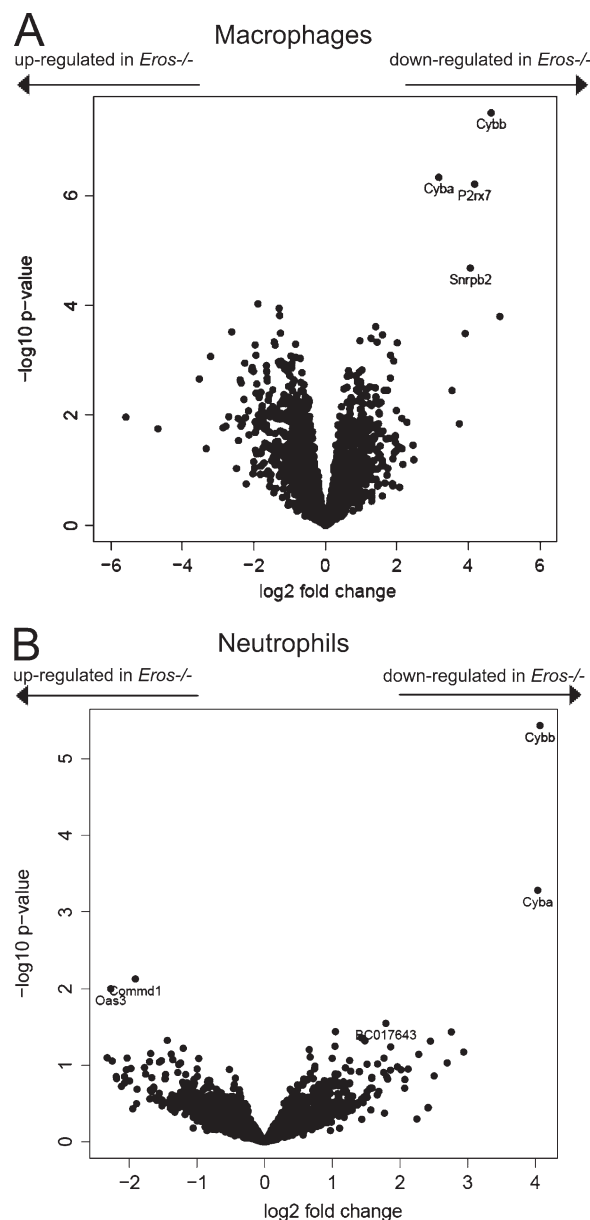 A
Macrophages
up-regulated in Eros-/-
down-regulated in Eros-/-
Cybb
Cyba
P2rx7
Snrpb2
−log10 p−value
0
2
4
6
−6
−4
−2
0
2
4
6
log2 fold change
B
Neutrophils
up-regulated in Eros-/-
down-regulated in Eros-/-
Cybb
Cyba
Commd1
Oas3
BC017643
−log10 p−value
0
1
2
3
4
5
−2
−1
0
1
2
3
4
log2 fold change